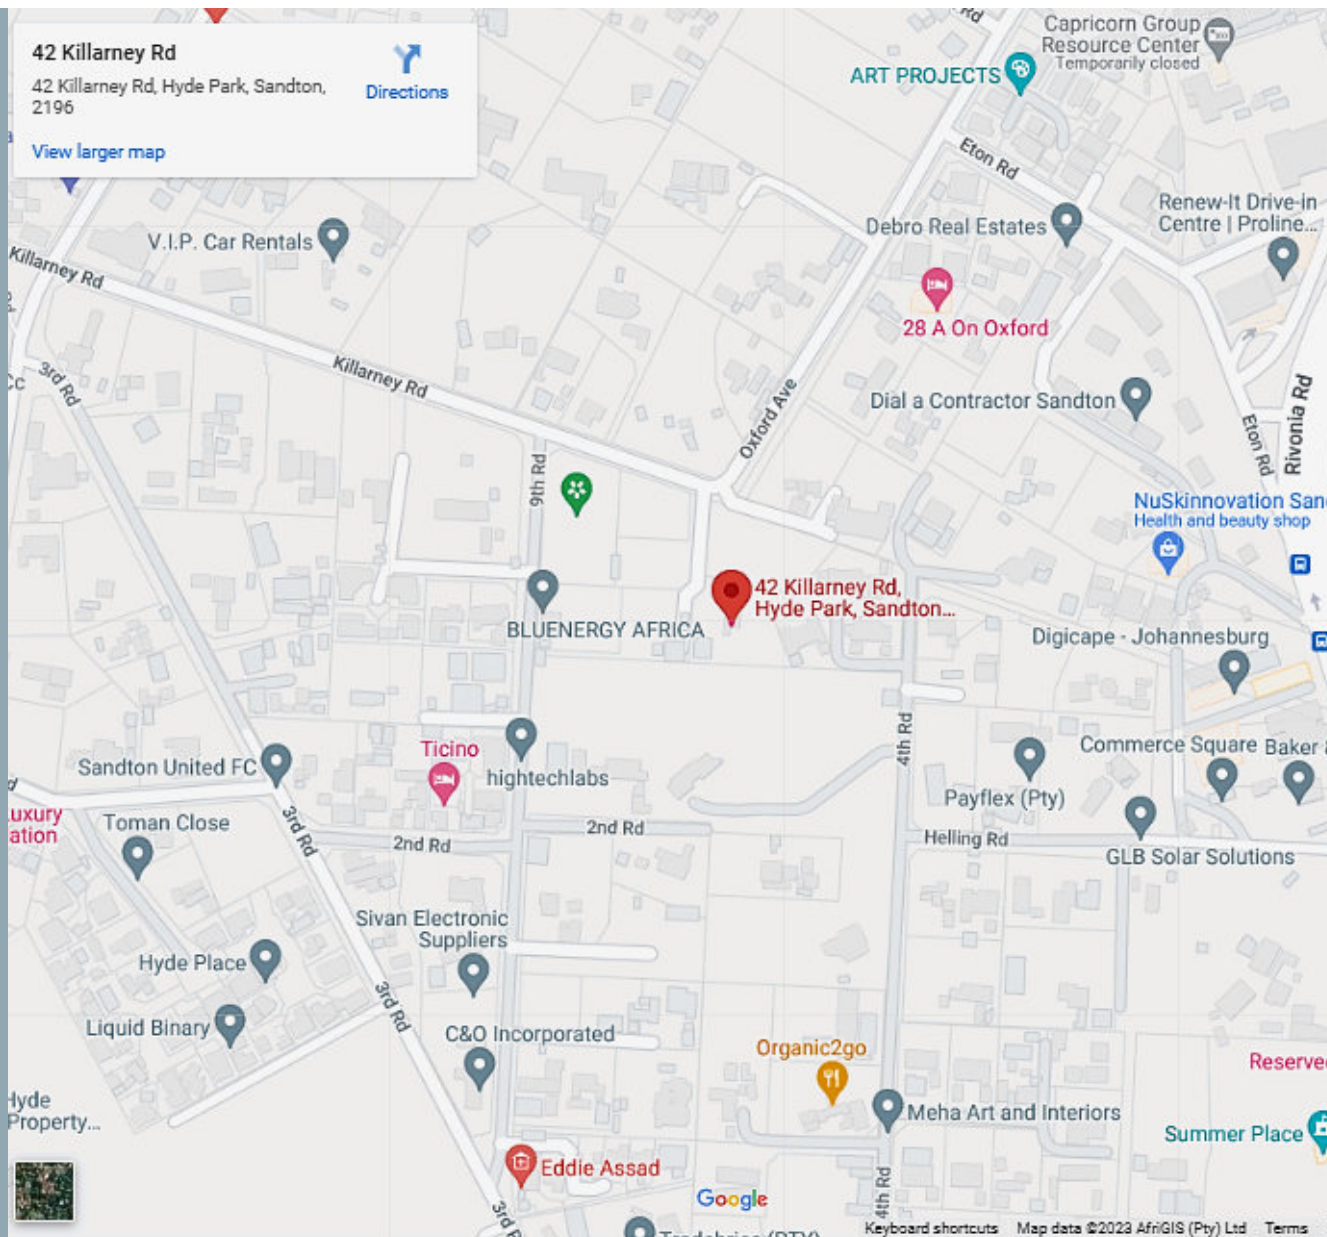 42 Killarney Rd
42 Killarney Rd, Hyde Park, Sandton,
2196
Directions
View larger map
Rd
Capricorn Group
Resource Center
Temporarily closed
ART PROJECTS
Eton Rd
Renew-It Drive-in
Centre | Proline...
Debro Real Estates
V.I.P. Car Rentals
Killarney Rd
28 A On Oxford
Killarney Rd
3rd Rd
Cc
Oxford Ave
Dial a Contractor Sandton
Eton Rd
Rivonia Rd
9th Rd
NuSkinnovation San
Health and beauty shop
42 Killarney Rd,
Hyde Park, Sandton...
BLUENERGY AFRICA
Digicape - Johannesburg
4th Rd
Ticino
Sandton United FC
hightechlabs
Commerce Square
Baker
Payflex (Pty)
uxury
ation
Toman Close
3rd Rd
2nd Rd
2nd Rd
Helling Rd
GLB Solar Solutions
Sivan Electronic
Suppliers
Hyde Place
3rd Rd
Liquid Binary
C&O Incorporated
Organic2go
Reserve
Hyde
Property...
Meha Art and Interiors
Summer Place
Eddie Assad
4th Rd
Google
3rd Rd
Keyboard shortcuts Map data ©2023 AfriGIS (Pty) Ltd Terms